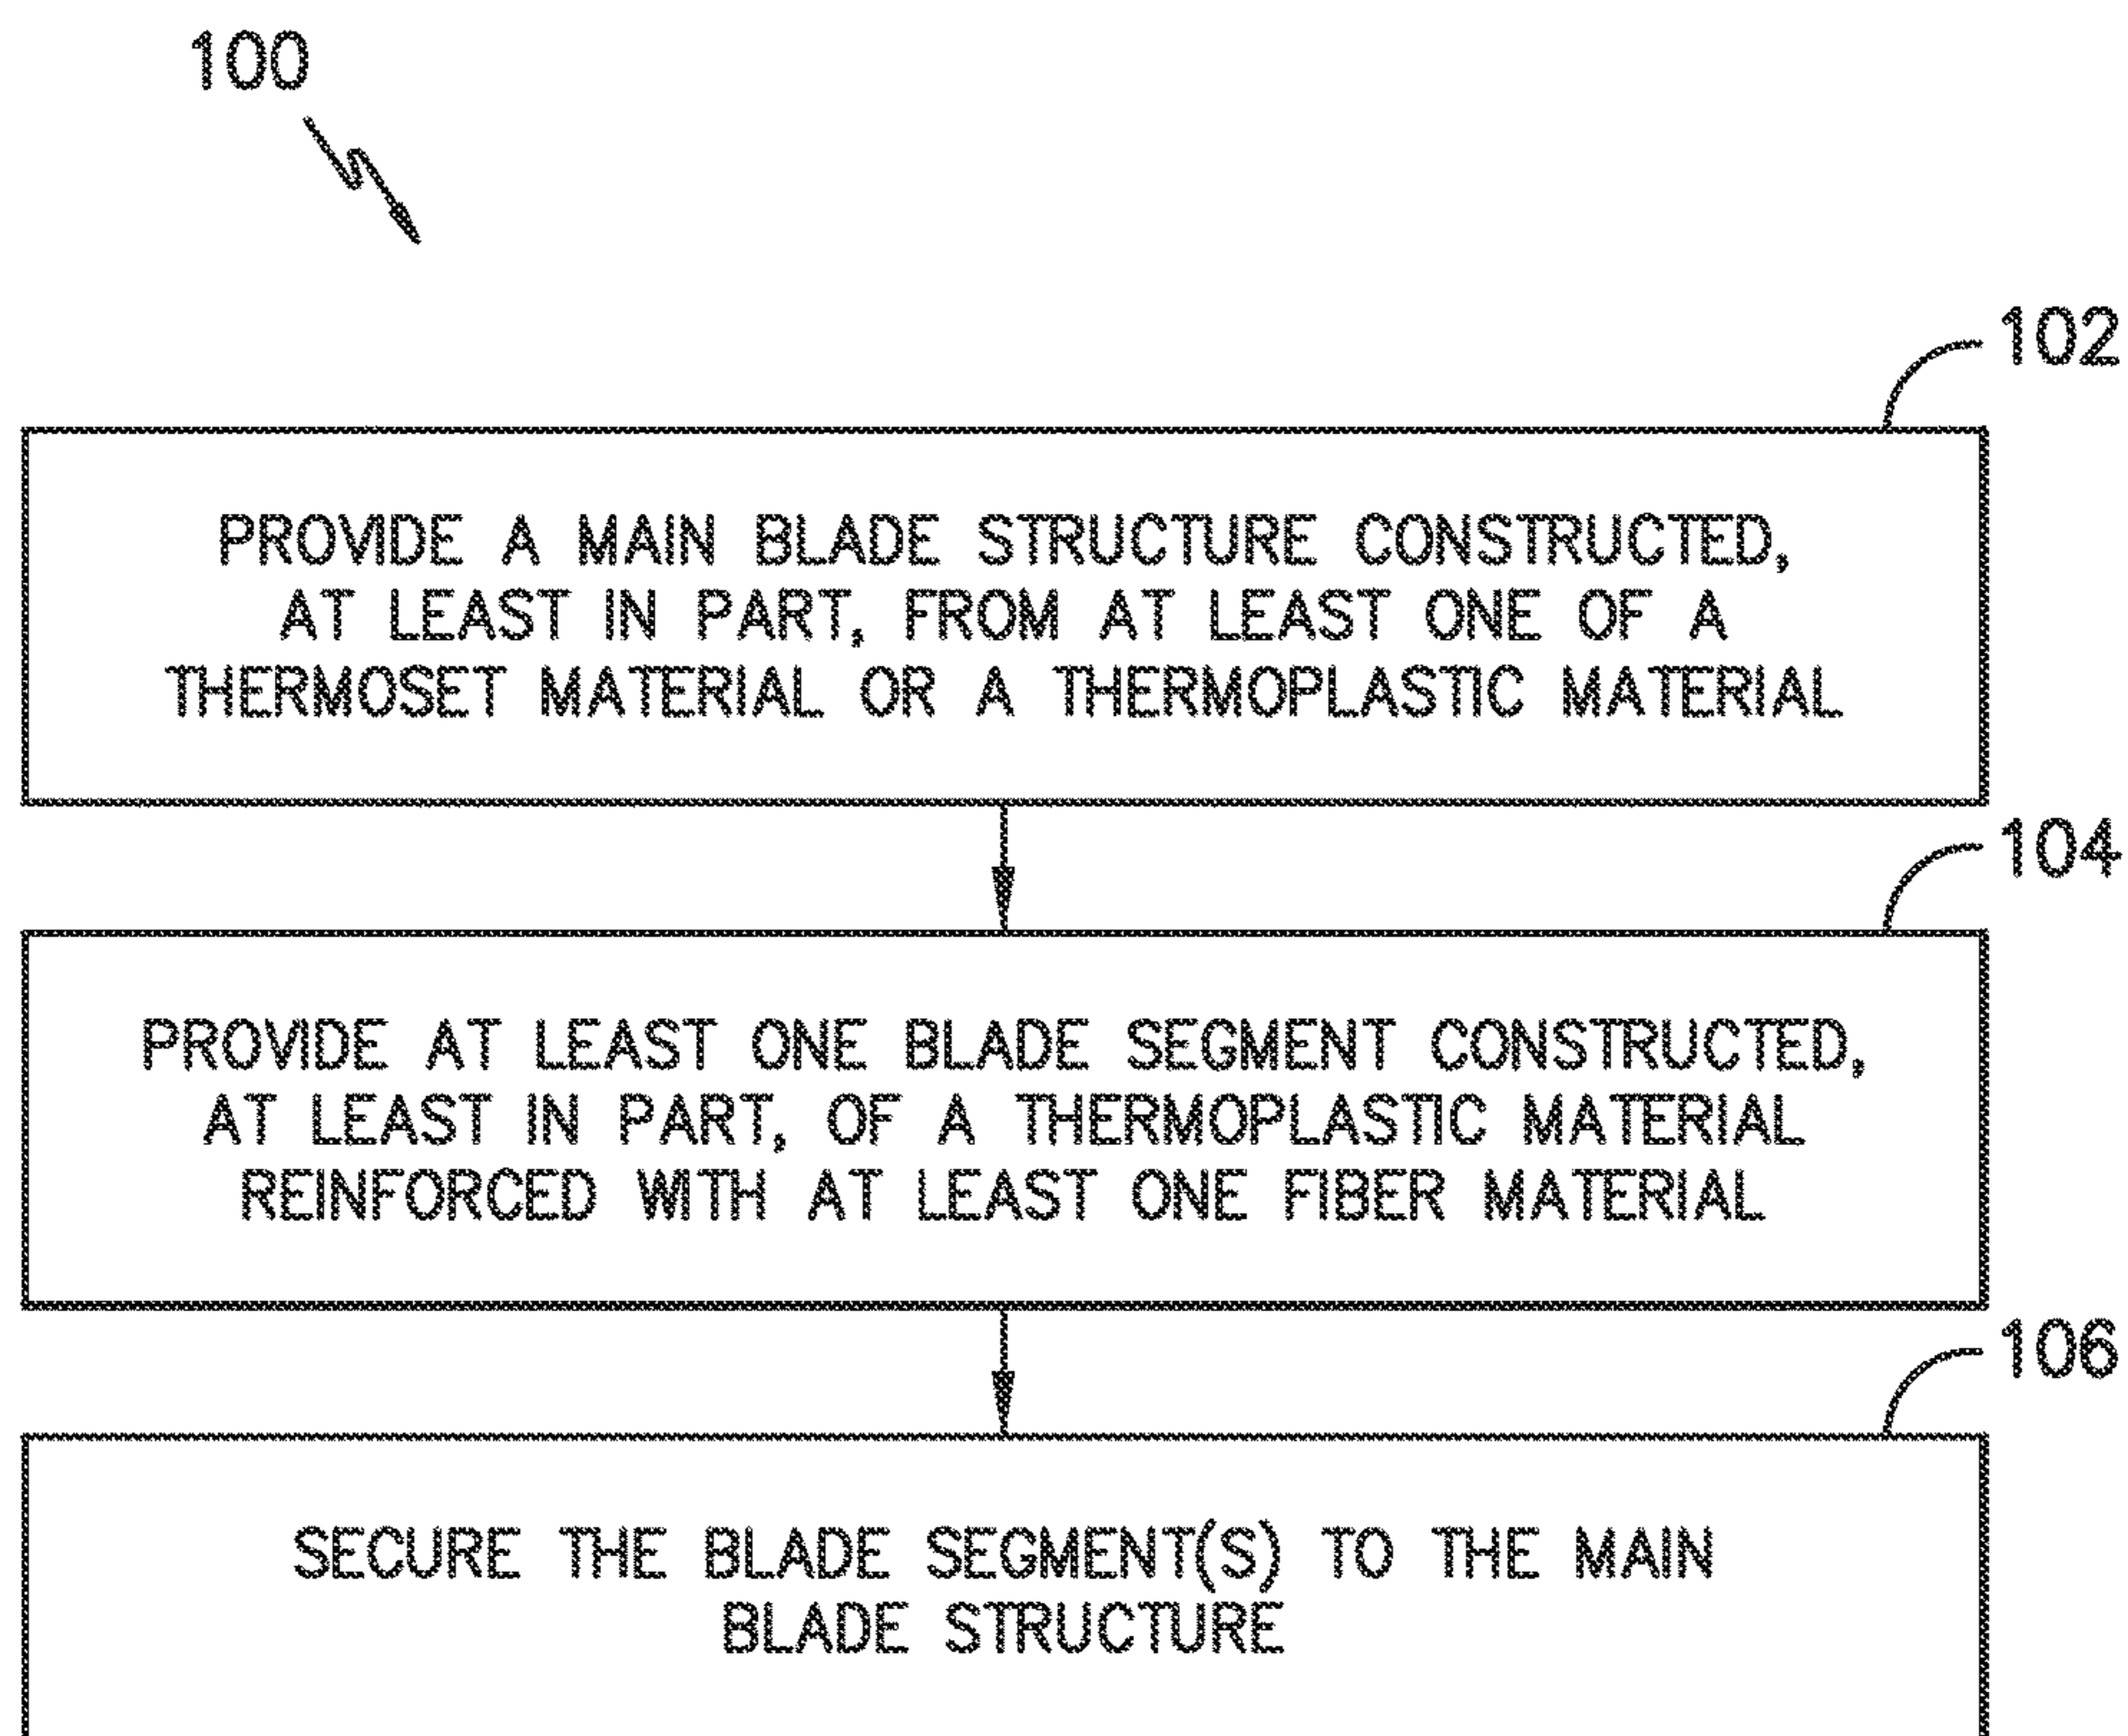 100
102
PROVIDE A MAIN BLADE STRUCTURE CONSTRUCTED,
AT LEAST IN PART, FROM AT LEAST ONE OF A
THERMOSET MATERIAL OR A THERMOPLASTIC MATERIAL
104
PROVIDE AT LEAST ONE BLADE SEGMENT CONSTRUCTED,
AT LEAST IN PART, OF A THERMOPLASTIC MATERIAL
REINFORCED WITH AT LEAST ONE FIBER MATERIAL
106
SECURE THE BLADE SEGMENT(S) TO THE MAIN
BLADE STRUCTURE